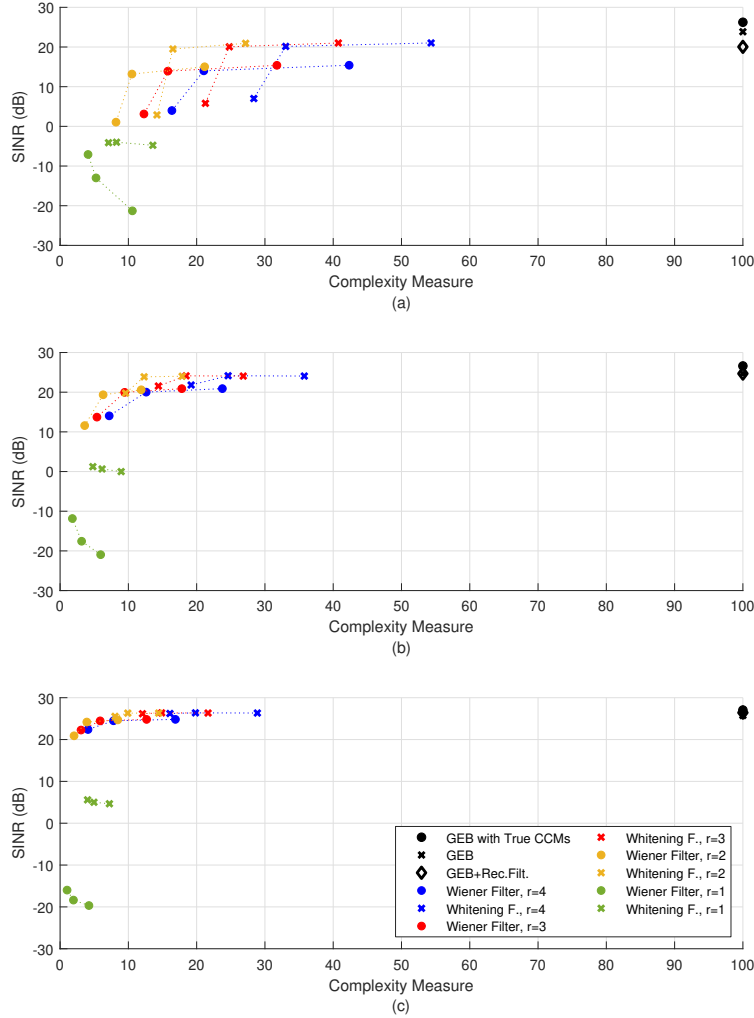 30
20
10
0
-10
-20
-30
SINR (dB)
0 10 20 30 40 50 60 70 80 90 100
Complexity Measure
(a)
30
20
10
0
-10
-20
-30
SINR (dB)
0 10 20 30 40 50 60 70 80 90 100
Complexity Measure
(b)
30
20
10
0
-10
-20
-30
SINR (dB)
GEB with True CCMs
GEB
GEB+Rec.Filt.
Wiener Filter, r=4
Whitening F., r=4
Wiener Filter, r=3
Whitening F., r=3
Wiener Filter, r=2
Whitening F., r=2
Wiener Filter, r=1
Whitening F., r=1
0 10 20 30 40 50 60 70 80 90 100
Complexity Measure
(c)